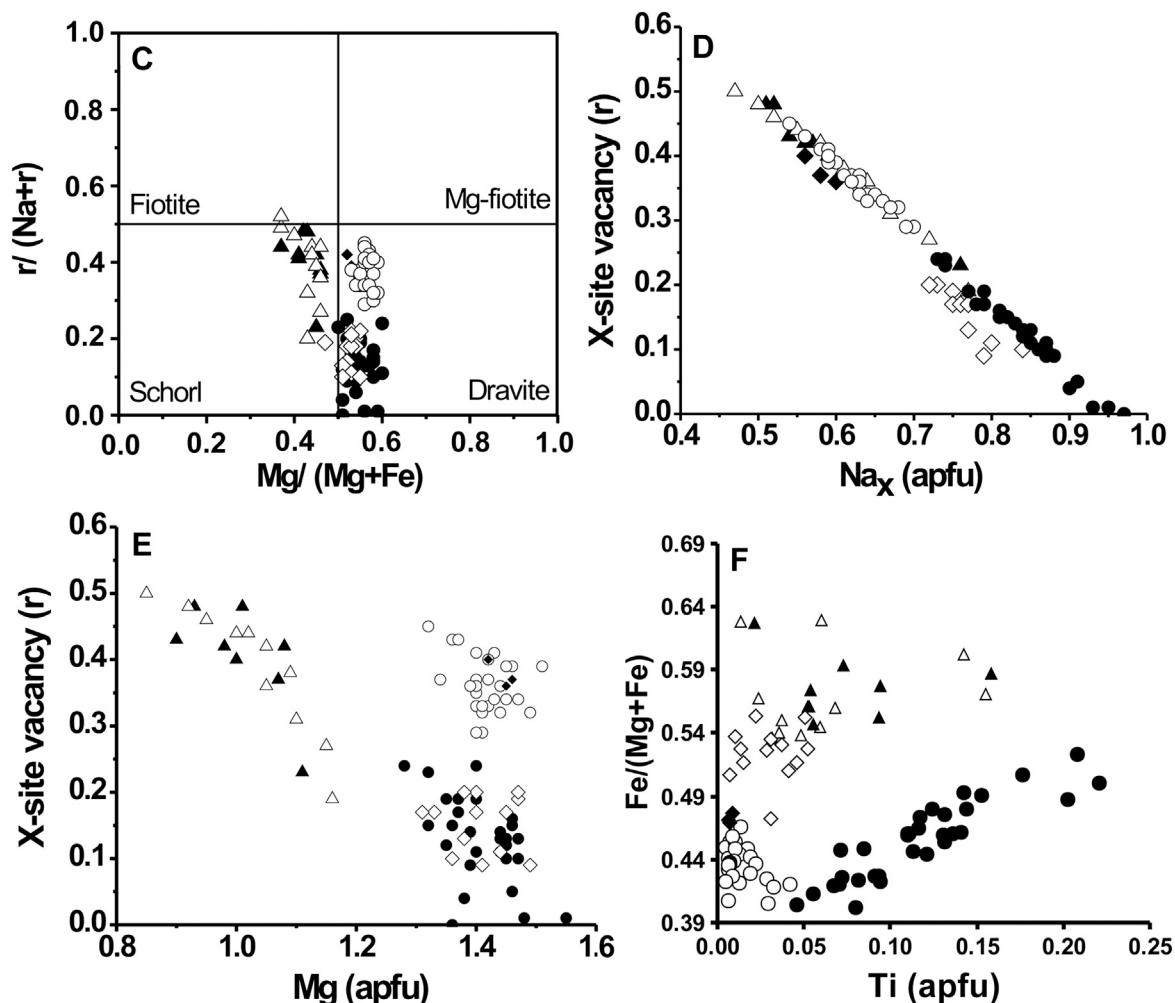 C
1.0
0.8
0.6
0.4
0.2
0.0
r/ (Na+r)
Fiotite
Mg-fiotite
Schorl
Dravite
0.0 0.2 0.4 0.6 0.8 1.0
Mg/ (Mg+Fe)
D
0.6
0.5
0.4
0.3
0.2
0.1
0.0
X-site vacancy (r)
0.4 0.5 0.6 0.7 0.8 0.9 1.0
Nax (apfu)
E
0.6
0.5
0.4
0.3
0.2
0.1
0.0
X-site vacancy (r)
0.8 1.0 1.2 1.4 1.6
Mg (apfu)
F
0.69
0.64
0.59
0.54
0.49
0.44
0.39
Fe/(Mg+Fe)
0.00 0.05 0.10 0.15 0.20 0.25
Ti (apfu)